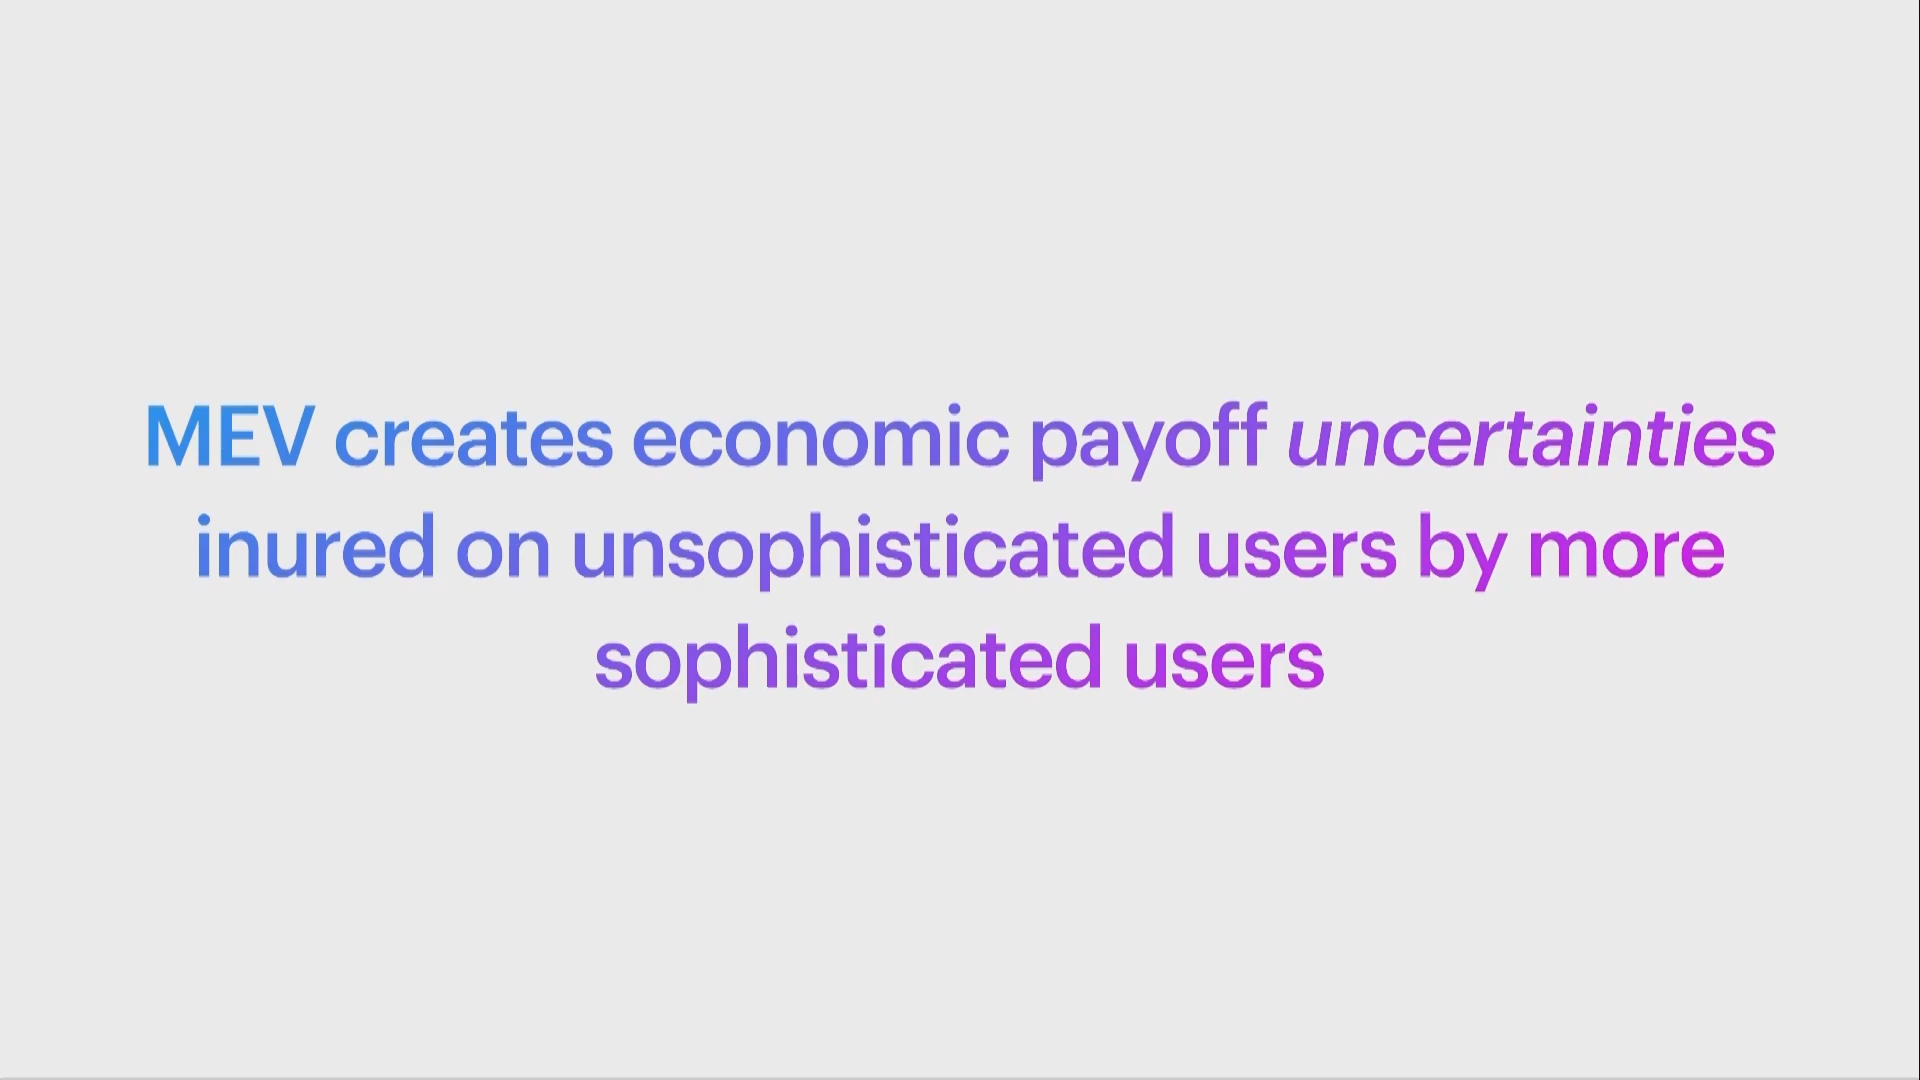 MEV creates economic payoff uncertainties
inured on unsophisticated users by more
sophisticated users